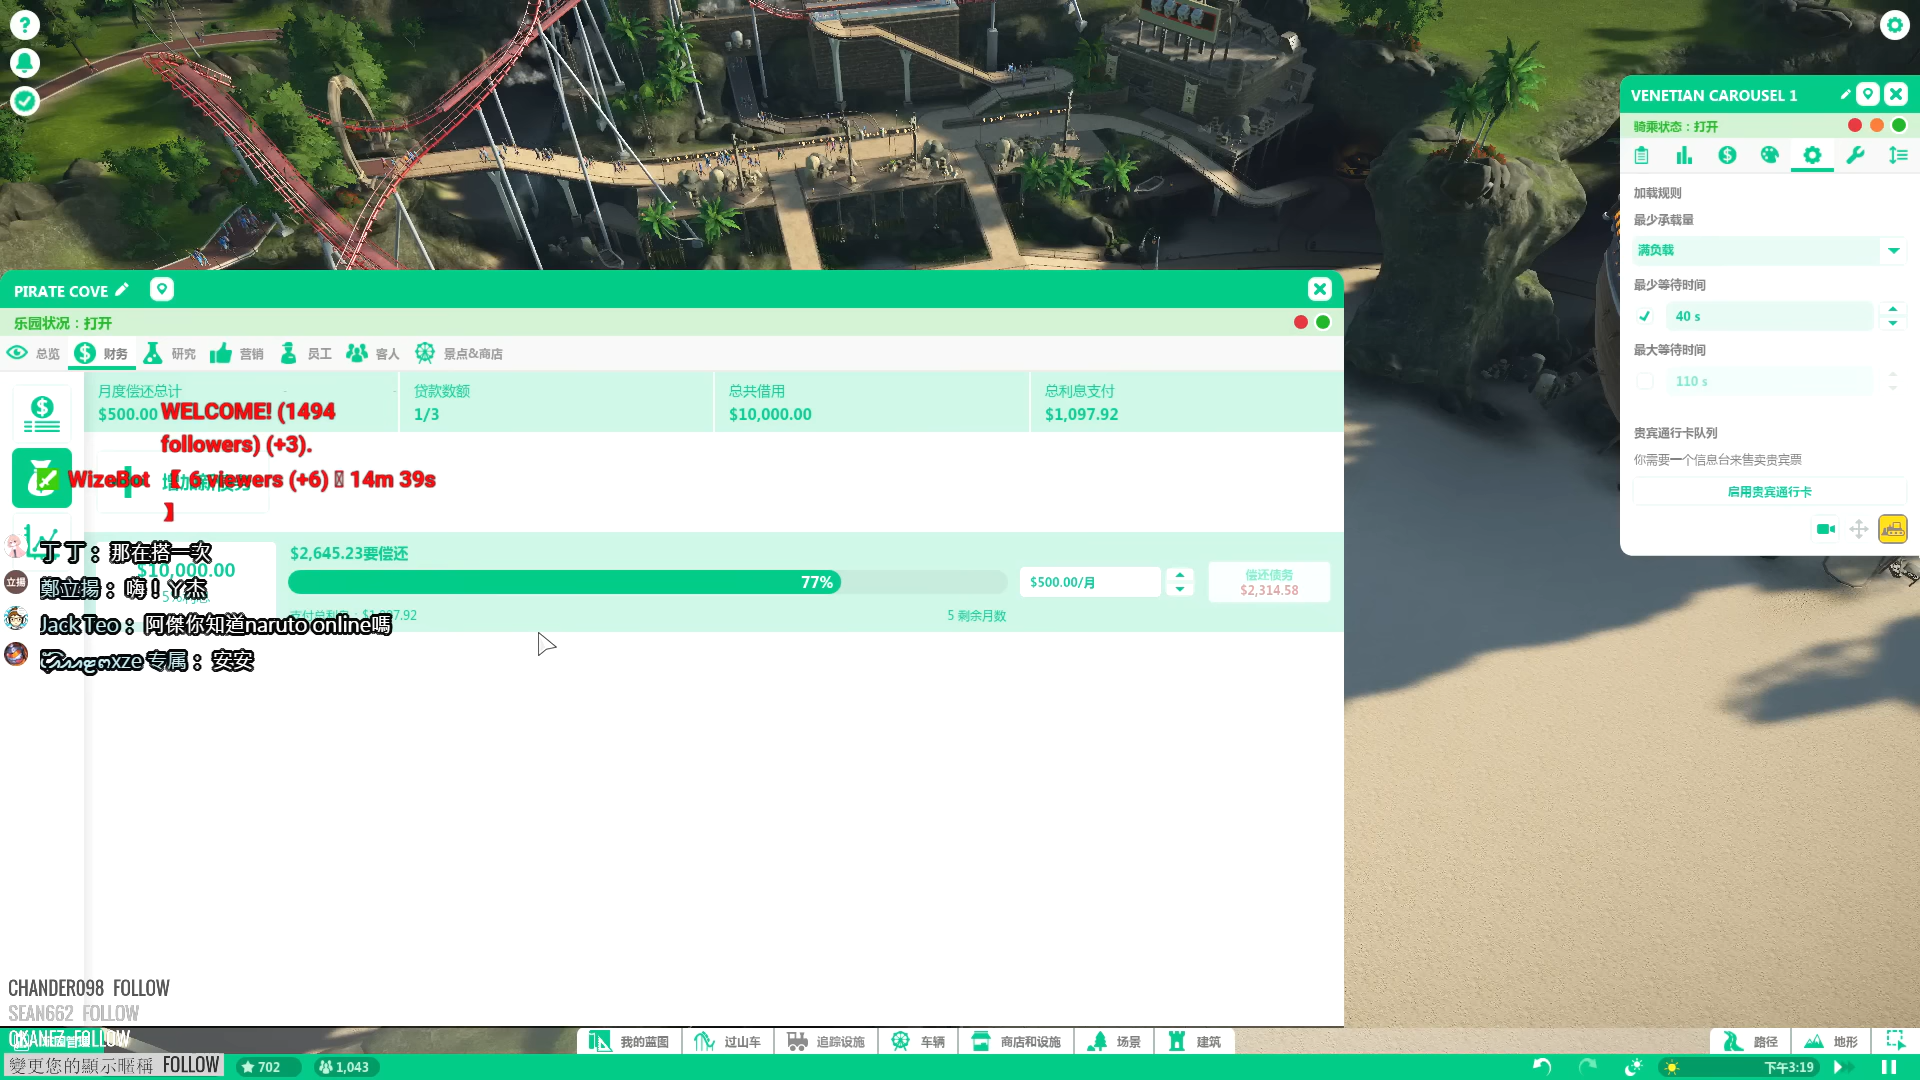 VENETIAN CAROUSEL 1
骑乘状态：打开
加载规则
最少承载量
满负载
最少等待时间
40 s
最大等待时间
110 s
贵宾通行卡队列
你需要一个信息台来售卖贵宾票
启用贵宾通行卡
PIRATE COVE
乐园状况：打开
总览 财务 研究 营销 员工 客人 景点&商店
月度偿还总计 贷款数额 总共借用 总利息支付
$500.00 1/3 $10,000.00 $1,097.92
WELCOME! (1494
followers) (+3).
WizeBot 【 6 viewers (+6) 14m 39s
】
$2,645.23要偿还
77%
$500.00/月
偿还债务
$2,314.58
5 剩余月数
$10,000.00
丁丁： 那在搭一次
鄭立揚： 嗨！ㄚ杰
Jack Teo： 阿傑你知道naruto online嗎
专属： 安安
CHANDER098 FOLLOW
SEAN662 FOLLOW
OKANEZ FOLLOW
變更您的顯示暱稱 FOLLOW
702 1,043
我的蓝图 过山车 追踪设施 车辆 商店和设施 场景 建筑
路径 地形
下午3:19